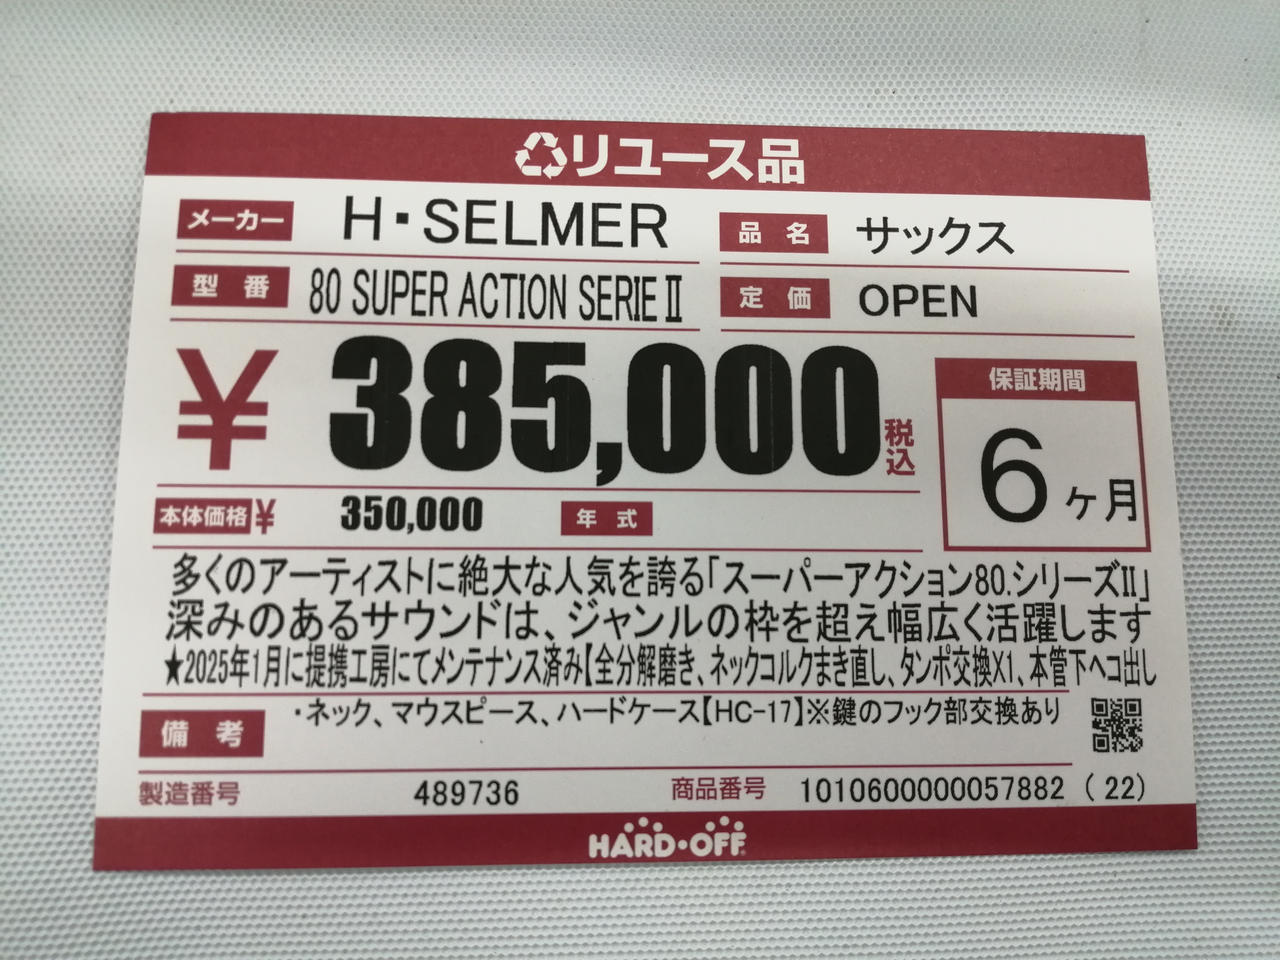 リユース品
メーカー H・SELMER 品名 サックス
型番 80 SUPER ACTION SERIEⅡ 定価 OPEN
¥385,000税込
保証期間
6ヶ月
本体価格¥ 350,000 年式
多くのアーティストに絶大な人気を誇る「スーパーアクション80.シリーズII」
深みのあるサウンドは、ジャンルの枠を超え幅広く活躍します
★2025年1月に提携工房にてメンテナンス済み【全分解磨き、ネックコルクまき直し、タンポ交換X1、本管下ヘコ出し
備考 ・ネック、マウスピース、ハードケース【HC-17】※鍵のフック部交換あり
製造番号 489736 商品番号 1010600000057882 (22)
HARD・OFF